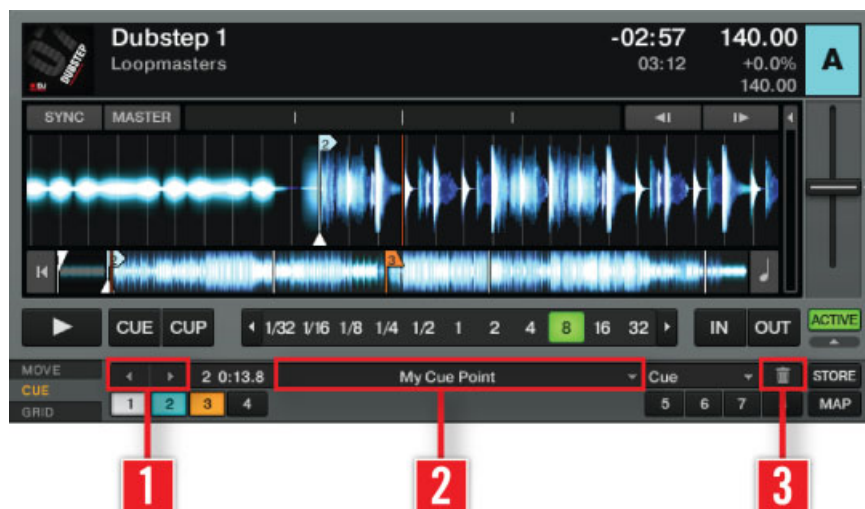 DUBSTEP
Dubstep 1
Loopmasters
-02:57
03:12
140.00
+0.0%
140.00
A
SYNC MASTER
2
2 3
CUE CUP
1/32 1/16 1/8 1/4 1/2 1 2 4 8 16 32
IN OUT
ACTIVE
MOVE
CUE
GRID
2 0:13.8
My Cue Point
Cue
STORE
1 2 3 4
5 6 7
MAP
1 2 3